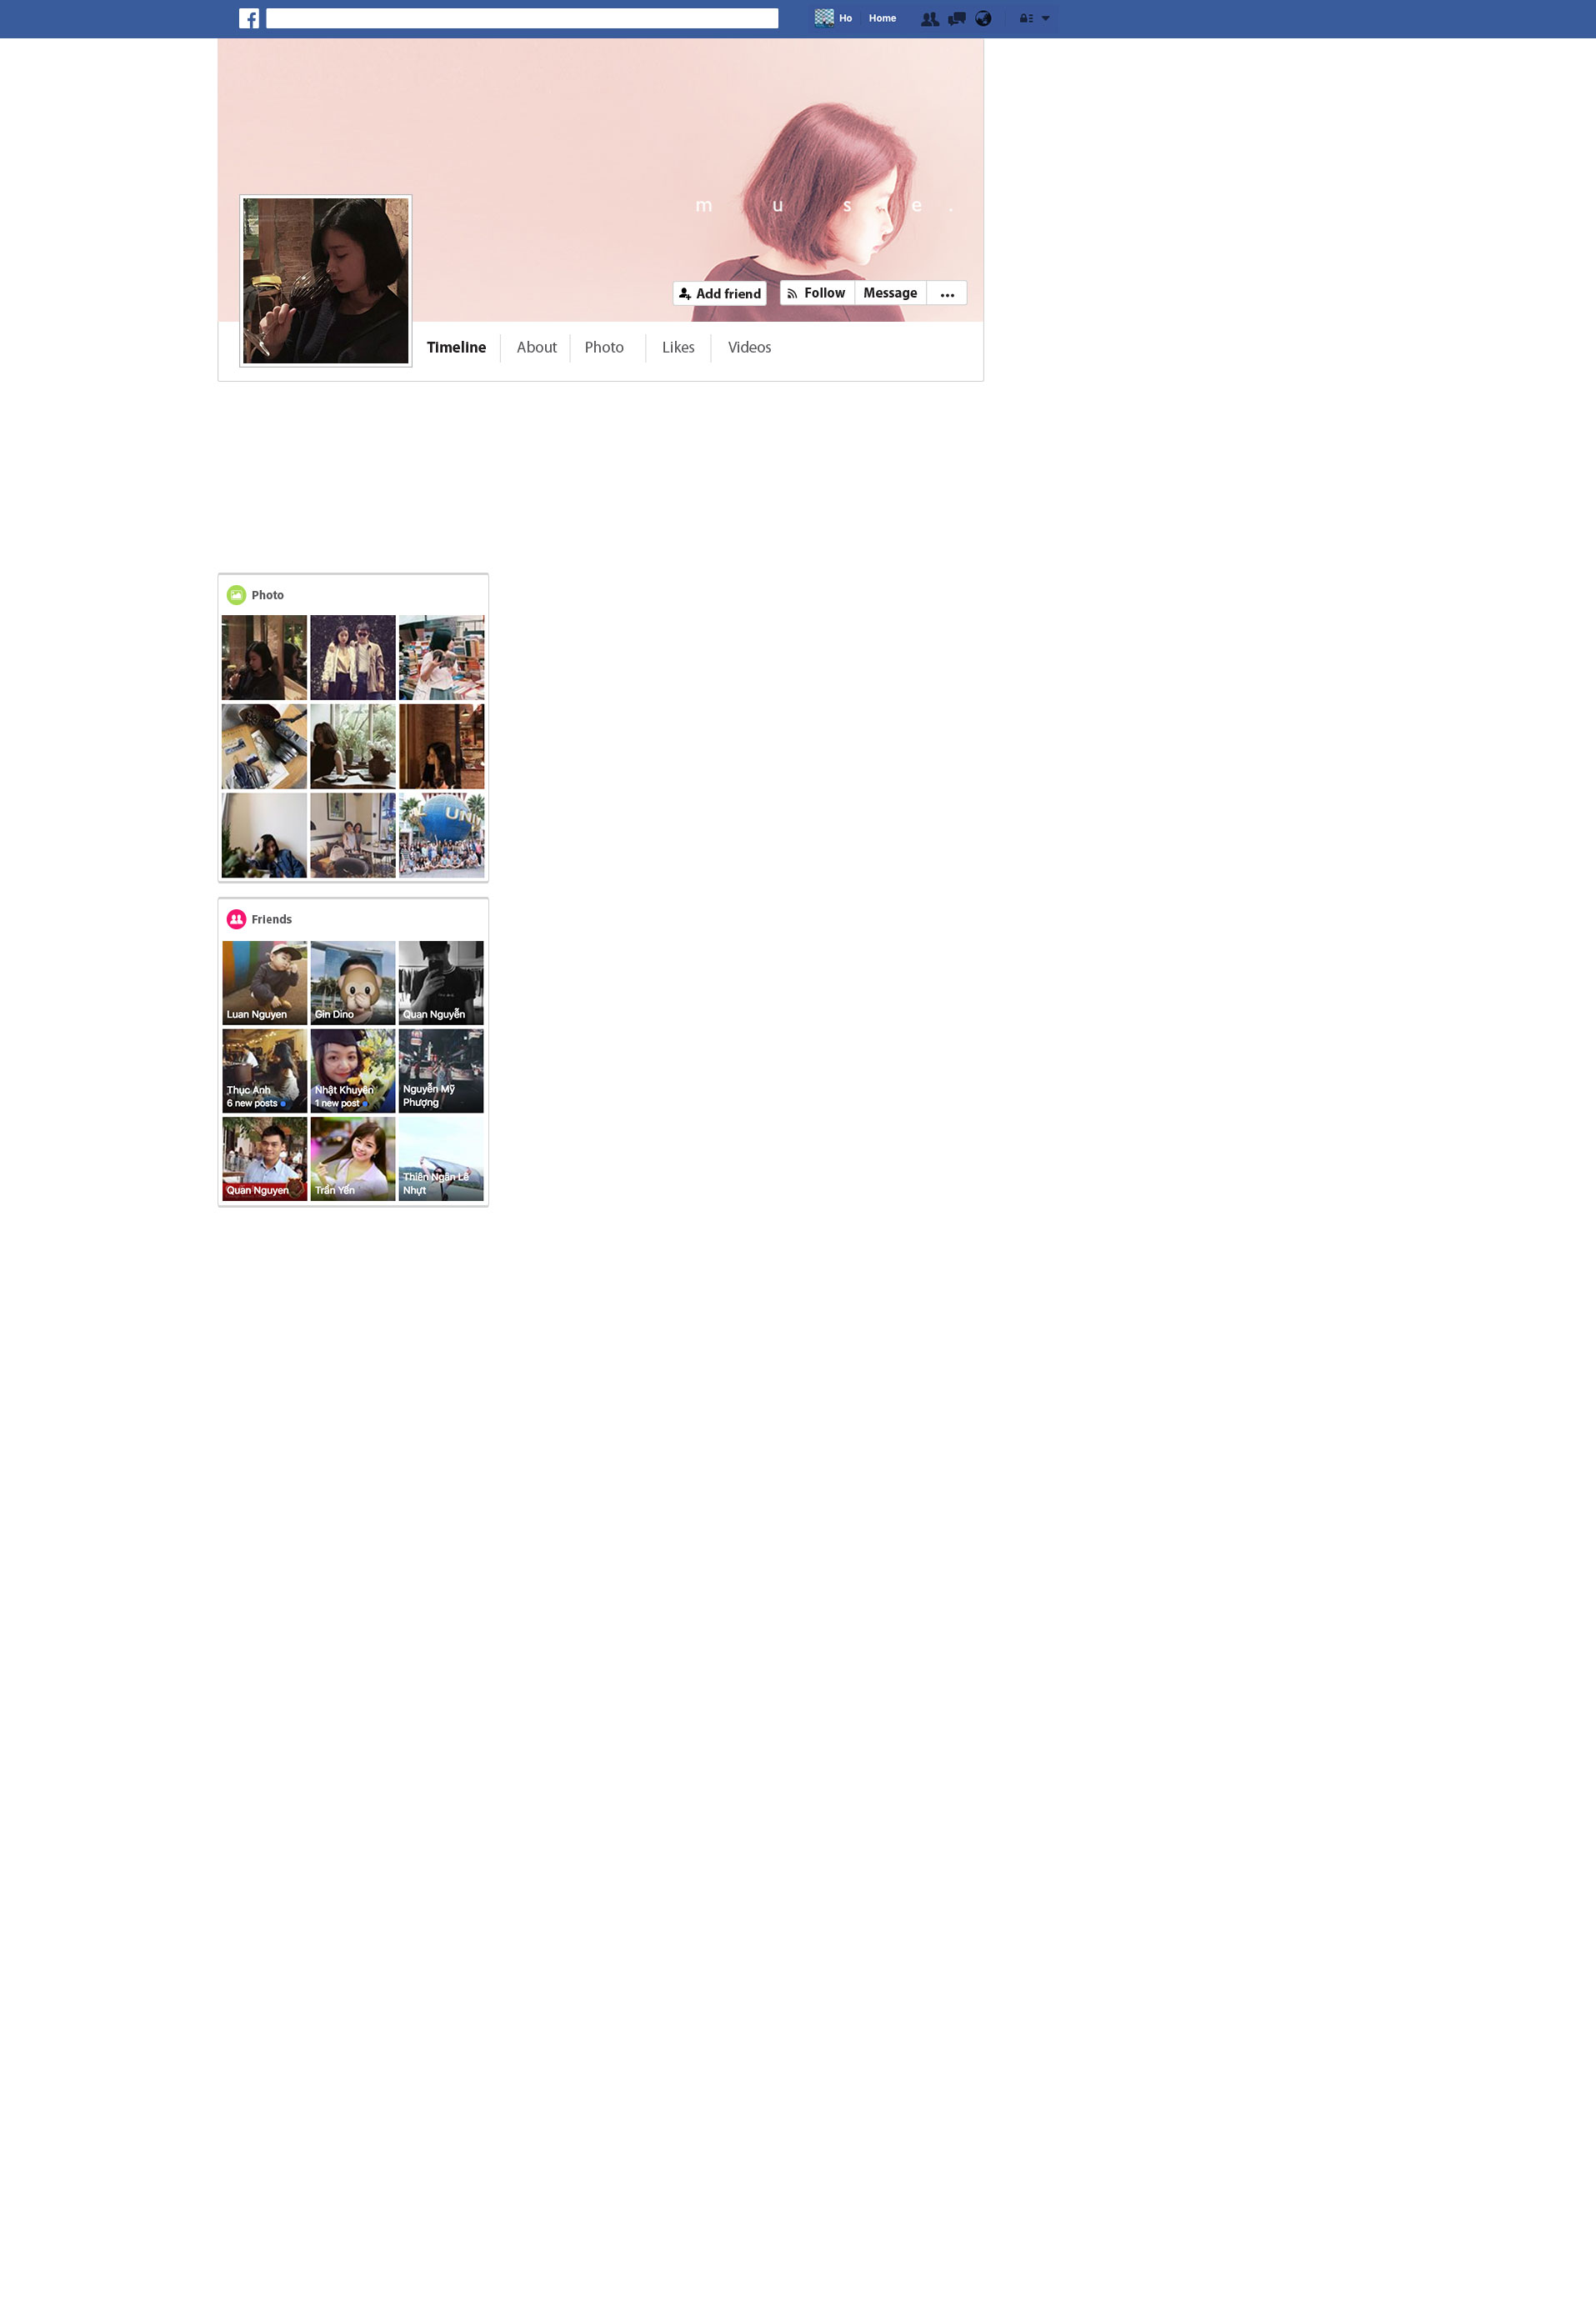 Ho Home
m u s e .
Add friend Follow Message ...
Timeline About Photo Likes Videos
Photo
UNI
Friends
Luan Nguyen
Gin Dino
Quan Nguyễn
Thục Anh
6 new posts
Nhật Khuyên
1 new post
Nguyễn Mỹ
Phượng
Quan Nguyen
Trần Yến
Thiên Ngân Lê
Nhựt